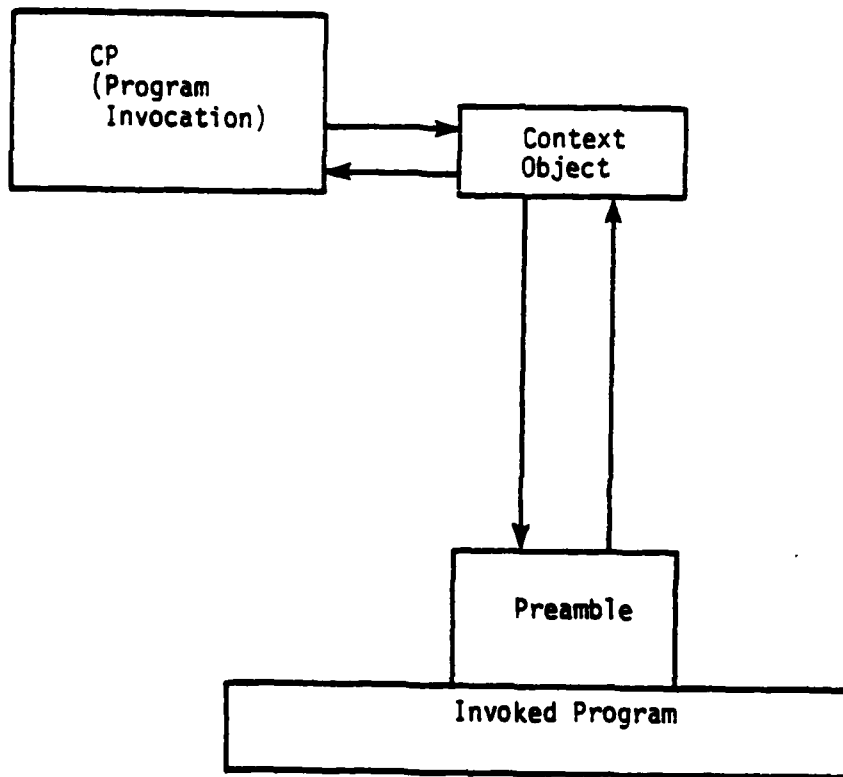 CP
(Program
Invocation)
Context
Object
Preamble
Invoked Program